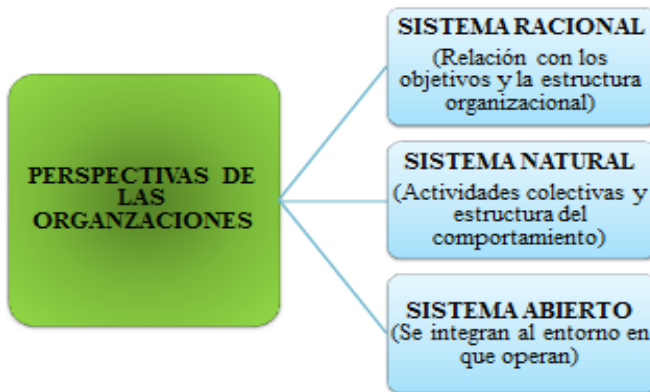 PERSPECTIVAS DE
LAS
ORGANZACIONES
SISTEMA RACIONAL
(Relación con los
objetivos y la estructura
organizacional)
SISTEMA NATURAL
(Actividades colectivas y
estructura del
comportamiento)
SISTEMA ABIERTO
(Se integran al entorno en
que operan)